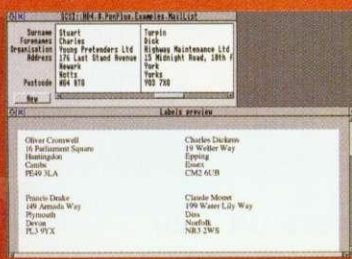 Surname Stuart Turpin
Forenames Charles Dick
Organisation Young Pretenders Ltd Highway Maintenance Ltd
Address 176 Last Stand Avenue 15 Midnight Road, 10th F
Newark York
Notts Yorks
Postcode
New
Labels preview
Oliver Cromwell Charles Dickens
16 Parliament Square 19 Weller Way
Huntingdon Epping
Cambs Essex
PE49 3LA CM2 6UB
Francis Drake Claude Monet
149 Armada Way 199 Water Lily Way
Plymouth Diss
Devon Norfolk
PL3 9YX NR3 2WS